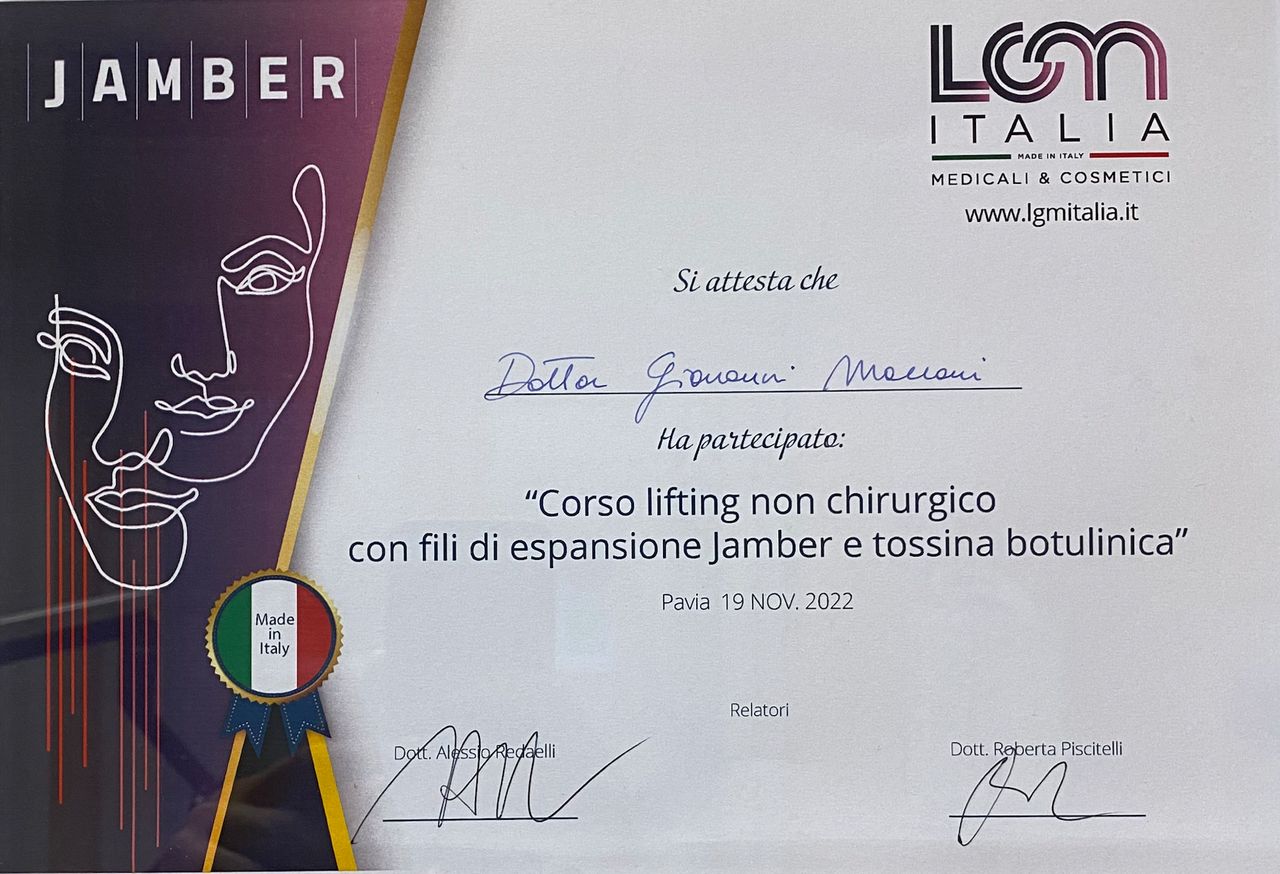 JAMBER
LGM
ITALIA
MADE IN ITALY
MEDICALI & COSMETICI
www.lgmitalia.it
Si attesta che
Dottor Giovanni
Ha partecipato:
“Corso lifting non chirurgico
con fili di espansione Jamber e tossina botulinica”
Pavia 19 NOV. 2022
Made
in
Italy
Relatori
Dott. Alessio Redaelli
Dott. Roberta Piscitelli